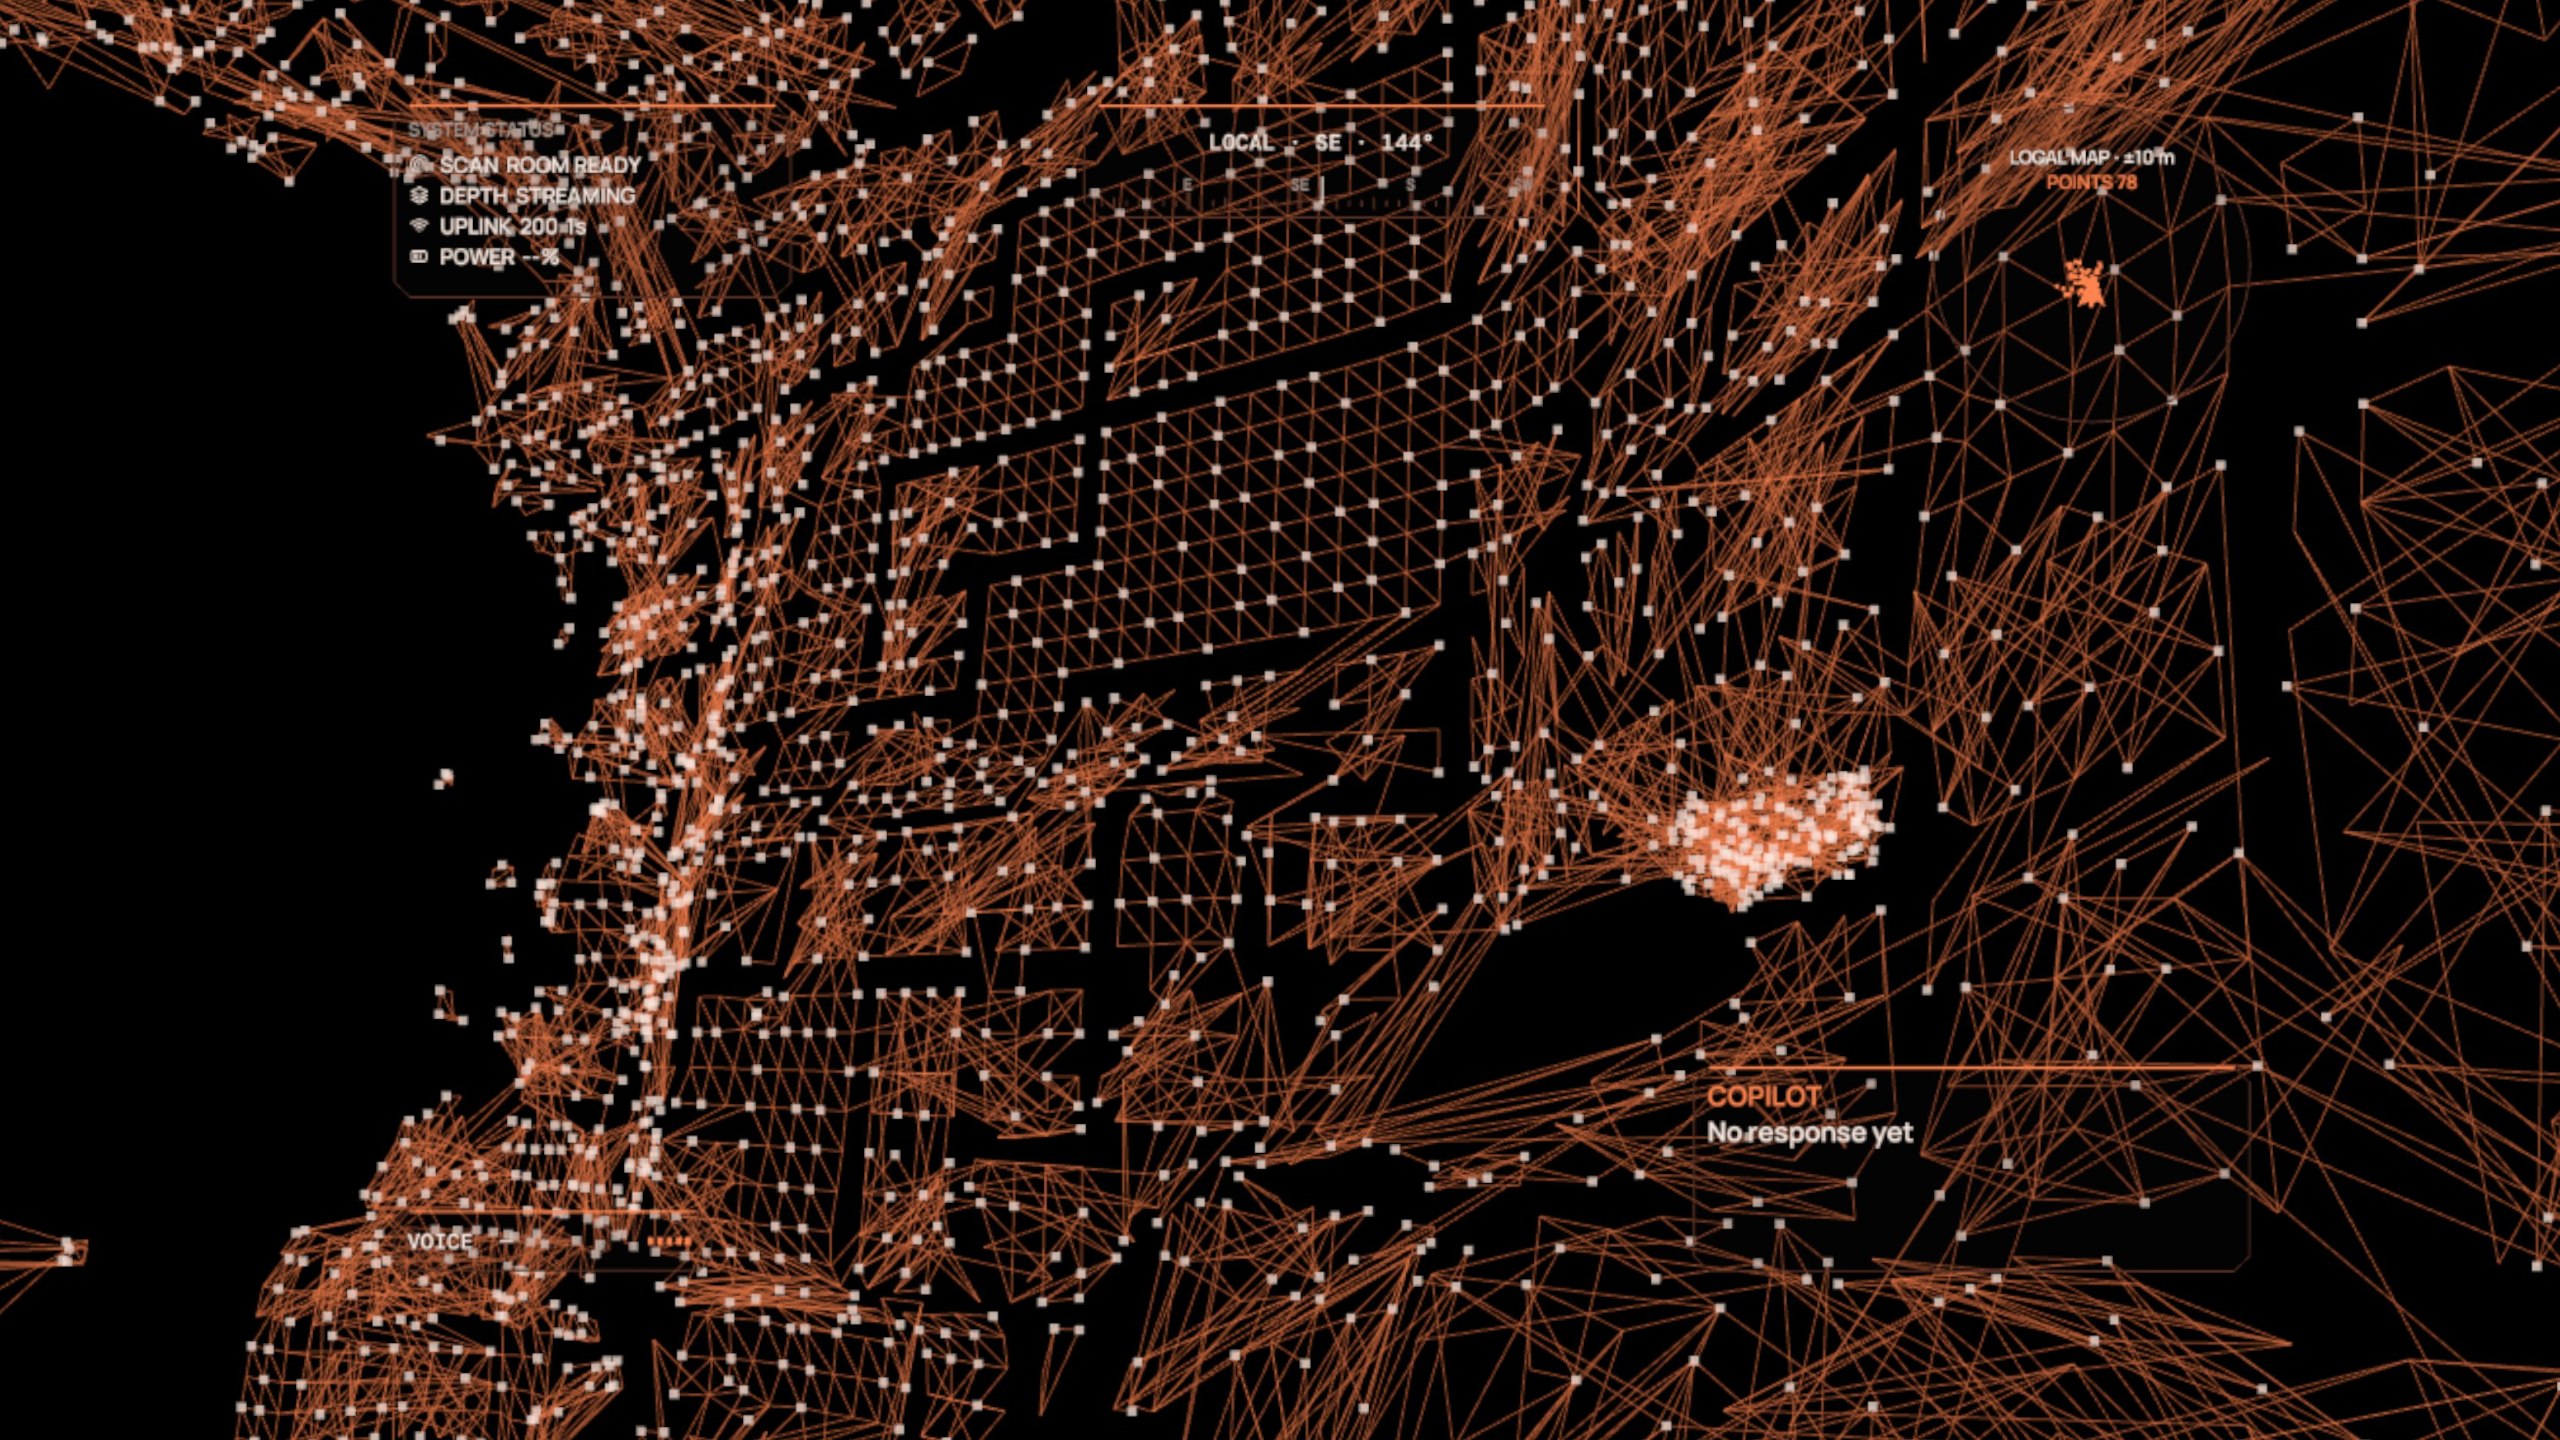 SYSTEM STATUS
SCAN ROOM READY
DEPTH STREAMING
UPLINK 200 1s
POWER --%
LOCAL · SE · 144°
E SE S
LOCAL MAP · ±10 m
POINTS 78
COPILOT
No response yet
VOICE